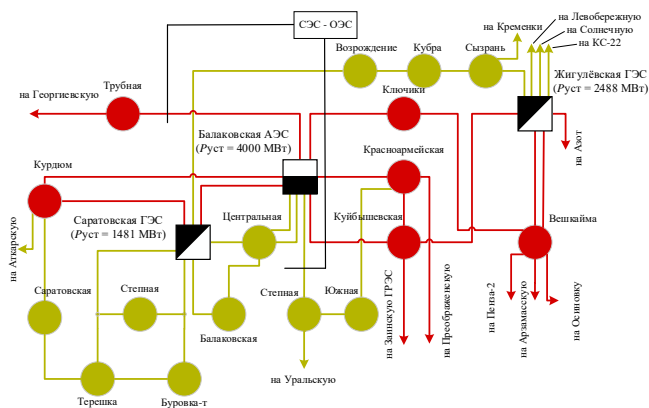 СЭС - ОЭС
на Кременки
на Левобережную
на Солнечную
на КС-22
Возрождение
Кубра
Сызрань
Жигулёвская ГЭС
(Pуст = 2488 МВт)
Трубная
на Георгиевскую
Ключики
Балаковская АЭС
(Pуст = 4000 МВт)
на Азот
Красноармейская
Курдюм
Саратовская ГЭС
(Pуст = 1481 МВт)
Центральная
Куйбышевская
Вешкайма
на Аткарскую
Саратовская
Степная
Балаковская
Степная
Южная
на Заинскую ГРЭС
на Преображенскую
на Пенза-2
на Арзамасскую
на Осиновку
на Уральскую
Терешка
Буровка-т